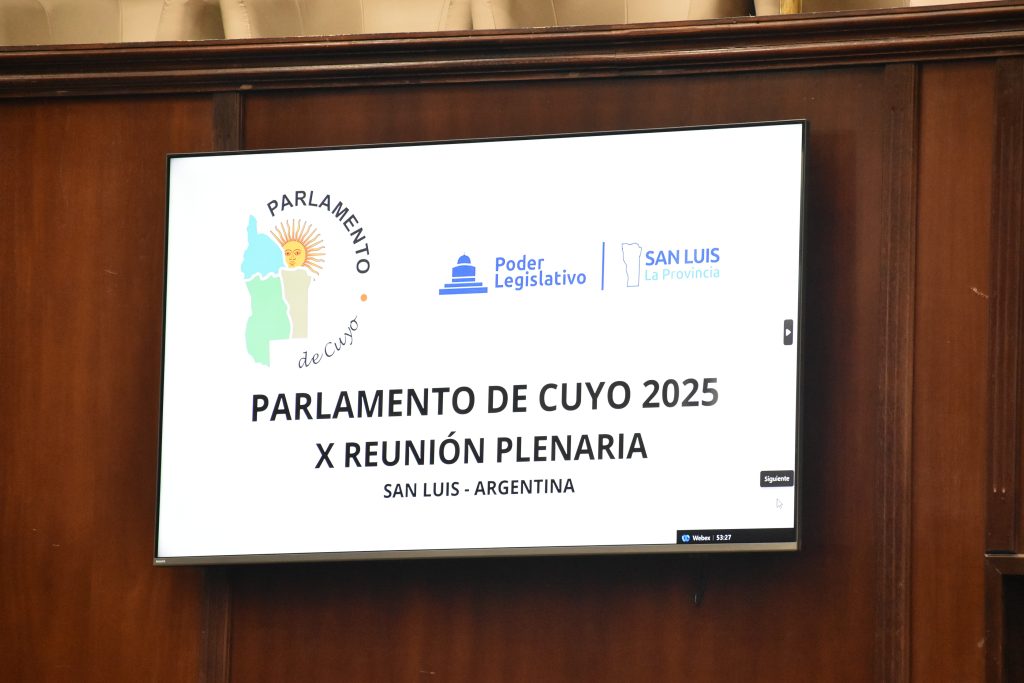 PARLAMENTO
de Cuyo
Poder
Legislativo
SAN LUIS
La Provincia
PARLAMENTO DE CUYO 2025
X REUNIÓN PLENARIA
SAN LUIS - ARGENTINA
Siguiente
Webex 53:27